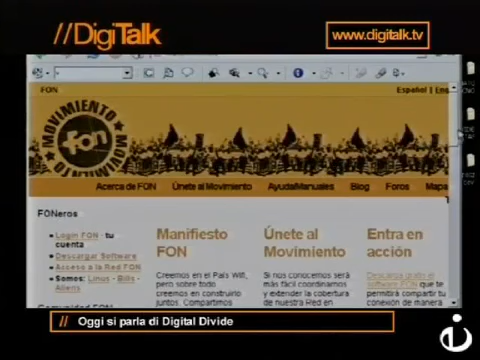 //DigiTalk
www.digitalk.tv
FON
Español | Eng
MOVIMIENTO
fon
MOVIMIENTO
Acerca de FON Únete al Movimiento Ayuda/Manuales Blog Foros Mapa
FONeros
Login FON - tu
cuenta
Descargar Software
Acceso a la Red FON
Somos: Linus - Bills -
Aliens
Manifiesto
FON
Creemos en el País Wifi,
pero sobre todo
creemos en construirlo
juntos. Compartimos
Únete al
Movimiento
Si nos conocemos será
más fácil coordinarnos
y extender la cobertura
de nuestra Red en
Entra en
acción
Descarga gratis el
software FON que te
permitirá compartir tu
conexión de manera
// Oggi si parla di Digital Divide